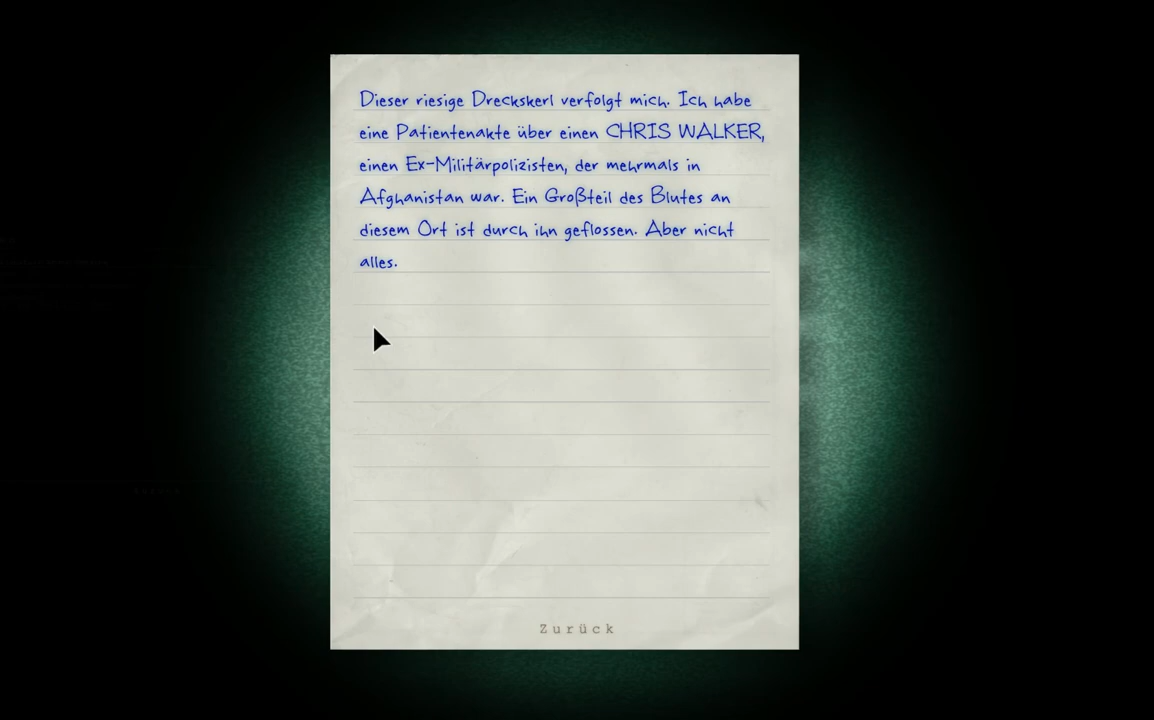 Dieser riesige Dreckskerl verfolgt mich. Ich habe
eine Patientenakte über einen CHRIS WALKER,
einen Ex-Militärpolizisten, der mehrmals in
Afghanistan war. Ein Großteil des Blutes an
diesem Ort ist durch ihn geflossen. Aber nicht
alles.
Zurück